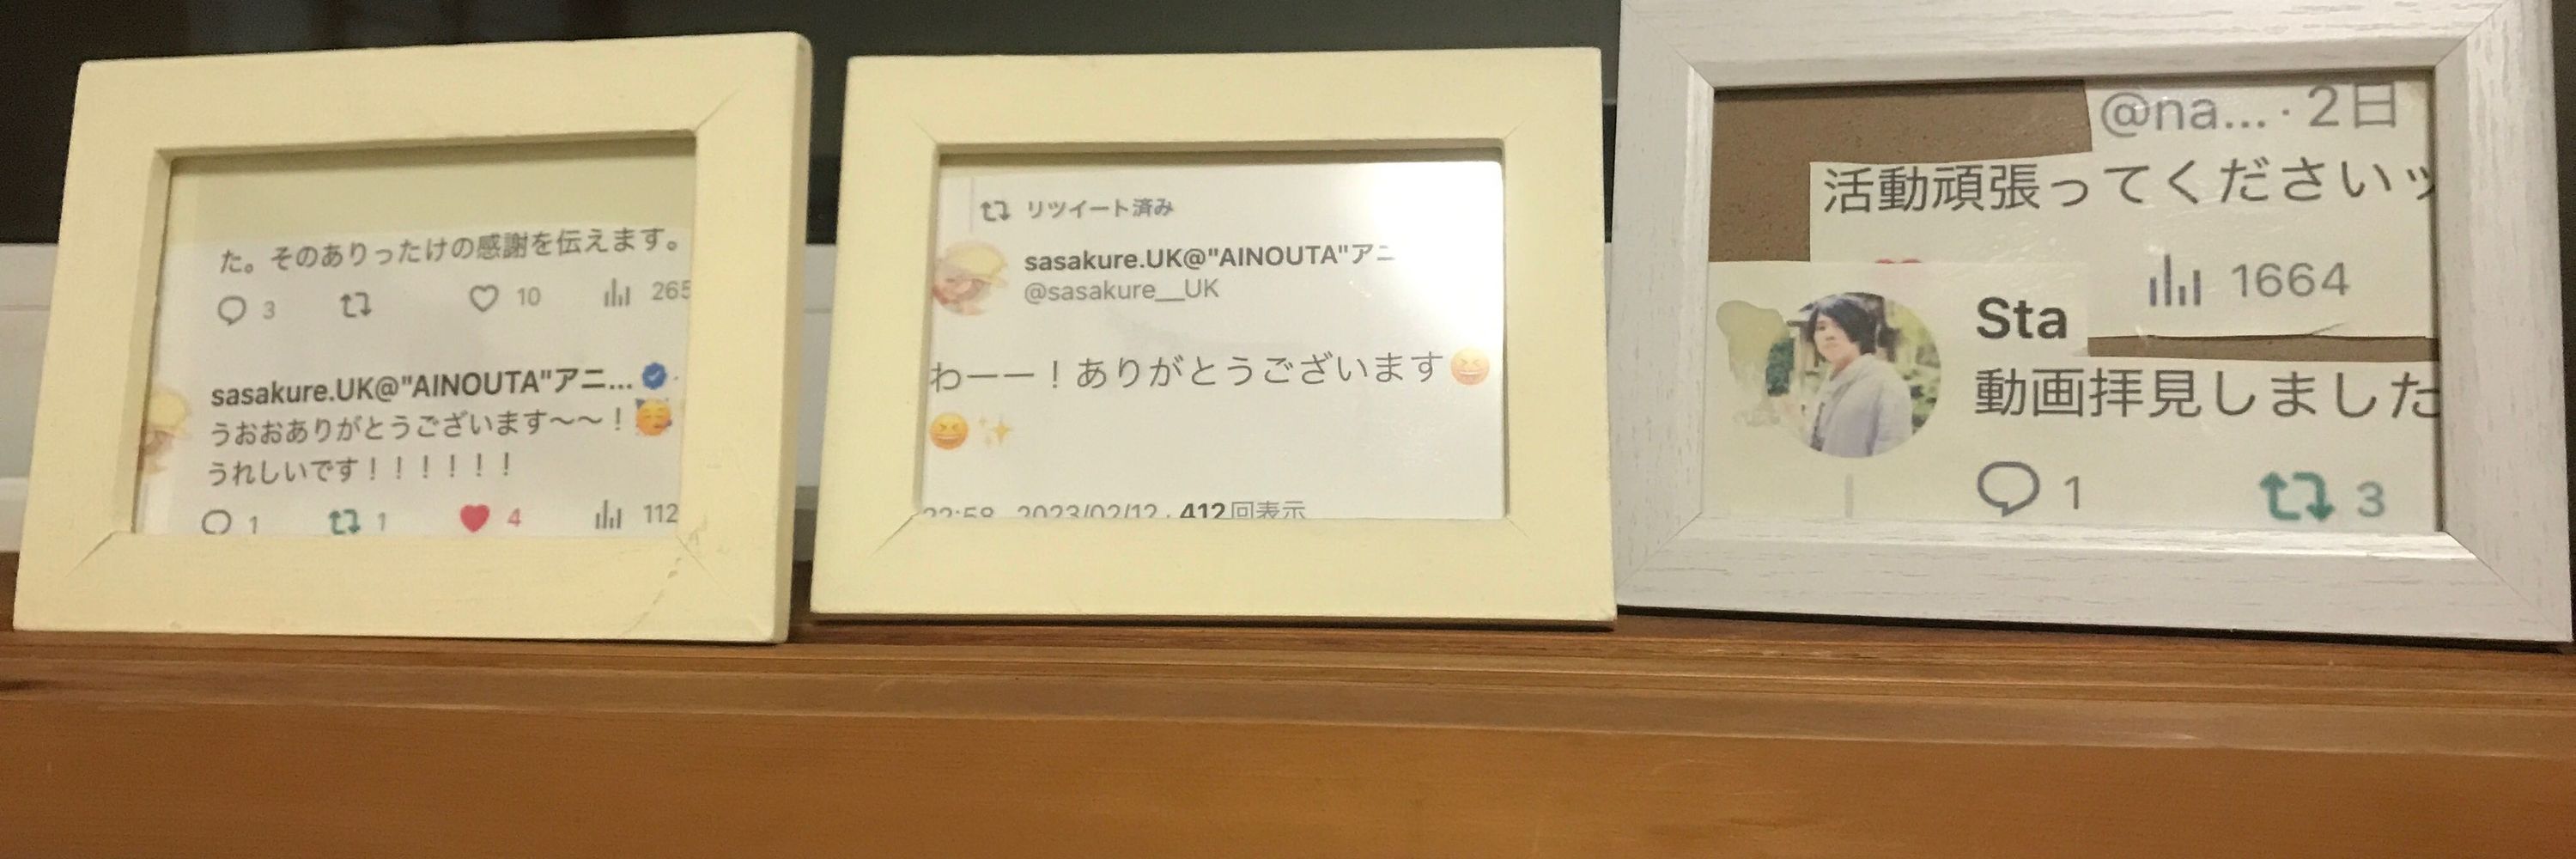 た。そのありったけの感謝を伝えます。
3 10 265
sasakure.UK@"AINOUTA"アニ...
うおおありがとうございます〜〜！🥳
うれしいです！！！！！！
1 1 4 112
リツイート済み
sasakure.UK@"AINOUTA"アニ
@sasakure__UK
わーー！ありがとうございます😆
😆✨
22:58 2023/02/12 · 412回表示
@na... · 2日
活動頑張ってくださいッ
1664
Sta
動画拝見しました
1 3